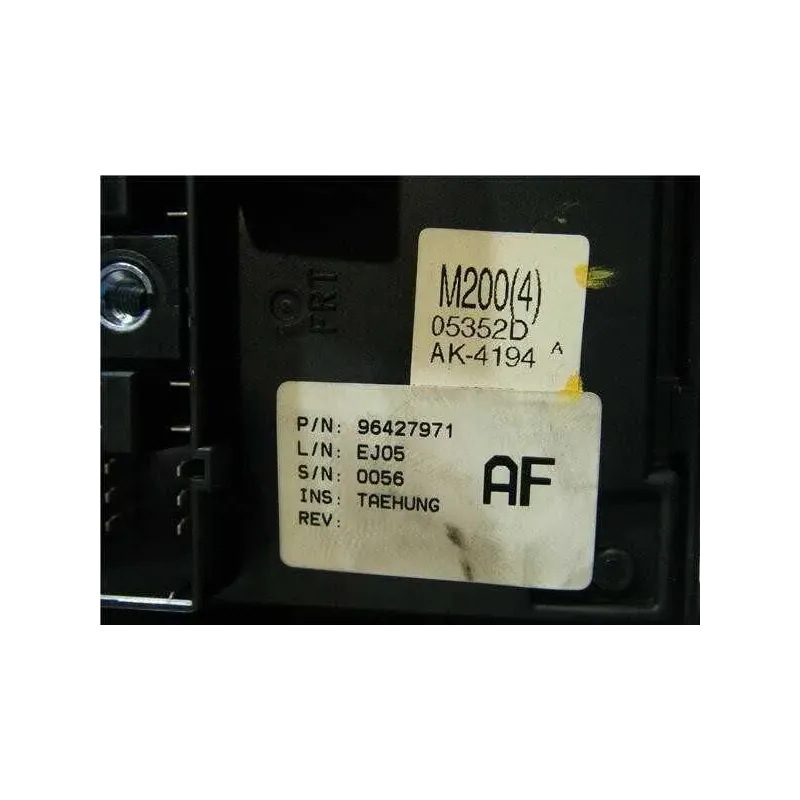 FRT
M200(4)
05352D
AK-4194 A
P/N: 96427971
L/N: EJ05
S/N: 0056
INS: TAEHUNG
REV:
AF